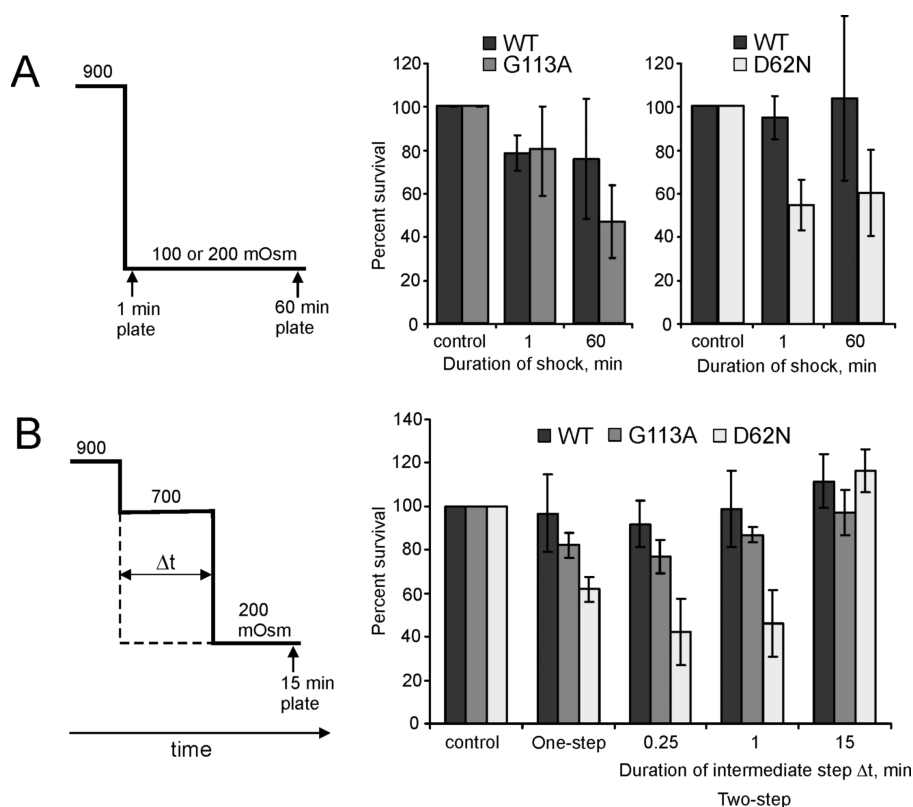 A
900
100 or 200 mOsm
1 min
plate
60 min
plate
WT
G113A
Percent survival
120
100
80
60
40
20
0
control
1
60
Duration of shock, min
WT
D62N
Percent survival
120
100
80
60
40
20
0
control
1
60
Duration of shock, min
B
900
700
Δt
200
mOsm
15 min
plate
time
WT
G113A
D62N
Percent survival
140
120
100
80
60
40
20
0
control
One-step
0.25
1
15
Duration of intermediate step Δt, min
Two-step